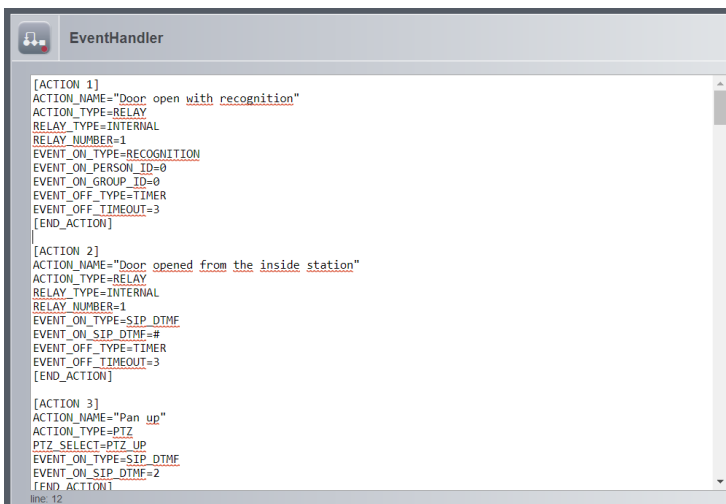 EventHandler
[ACTION 1]
ACTION_NAME="Door open with recognition"
ACTION_TYPE=RELAY
RELAY_TYPE=INTERNAL
RELAY_NUMBER=1
EVENT_ON_TYPE=RECOGNITION
EVENT_ON_PERSON_ID=0
EVENT_ON_GROUP_ID=0
EVENT_OFF_TYPE=TIMER
EVENT_OFF_TIMEOUT=3
[END_ACTION]
[ACTION 2]
ACTION_NAME="Door opened from the inside station"
ACTION_TYPE=RELAY
RELAY_TYPE=INTERNAL
RELAY_NUMBER=1
EVENT_ON_TYPE=SIP_DTMF
EVENT_ON_SIP_DTMF=#
EVENT_OFF_TYPE=TIMER
EVENT_OFF_TIMEOUT=3
[END_ACTION]
[ACTION 3]
ACTION_NAME="Pan up"
ACTION_TYPE=PTZ
PTZ_SELECT=PTZ_UP
EVENT_ON_TYPE=SIP_DTMF
EVENT_ON_SIP_DTMF=2
[END_ACTION]
line: 12